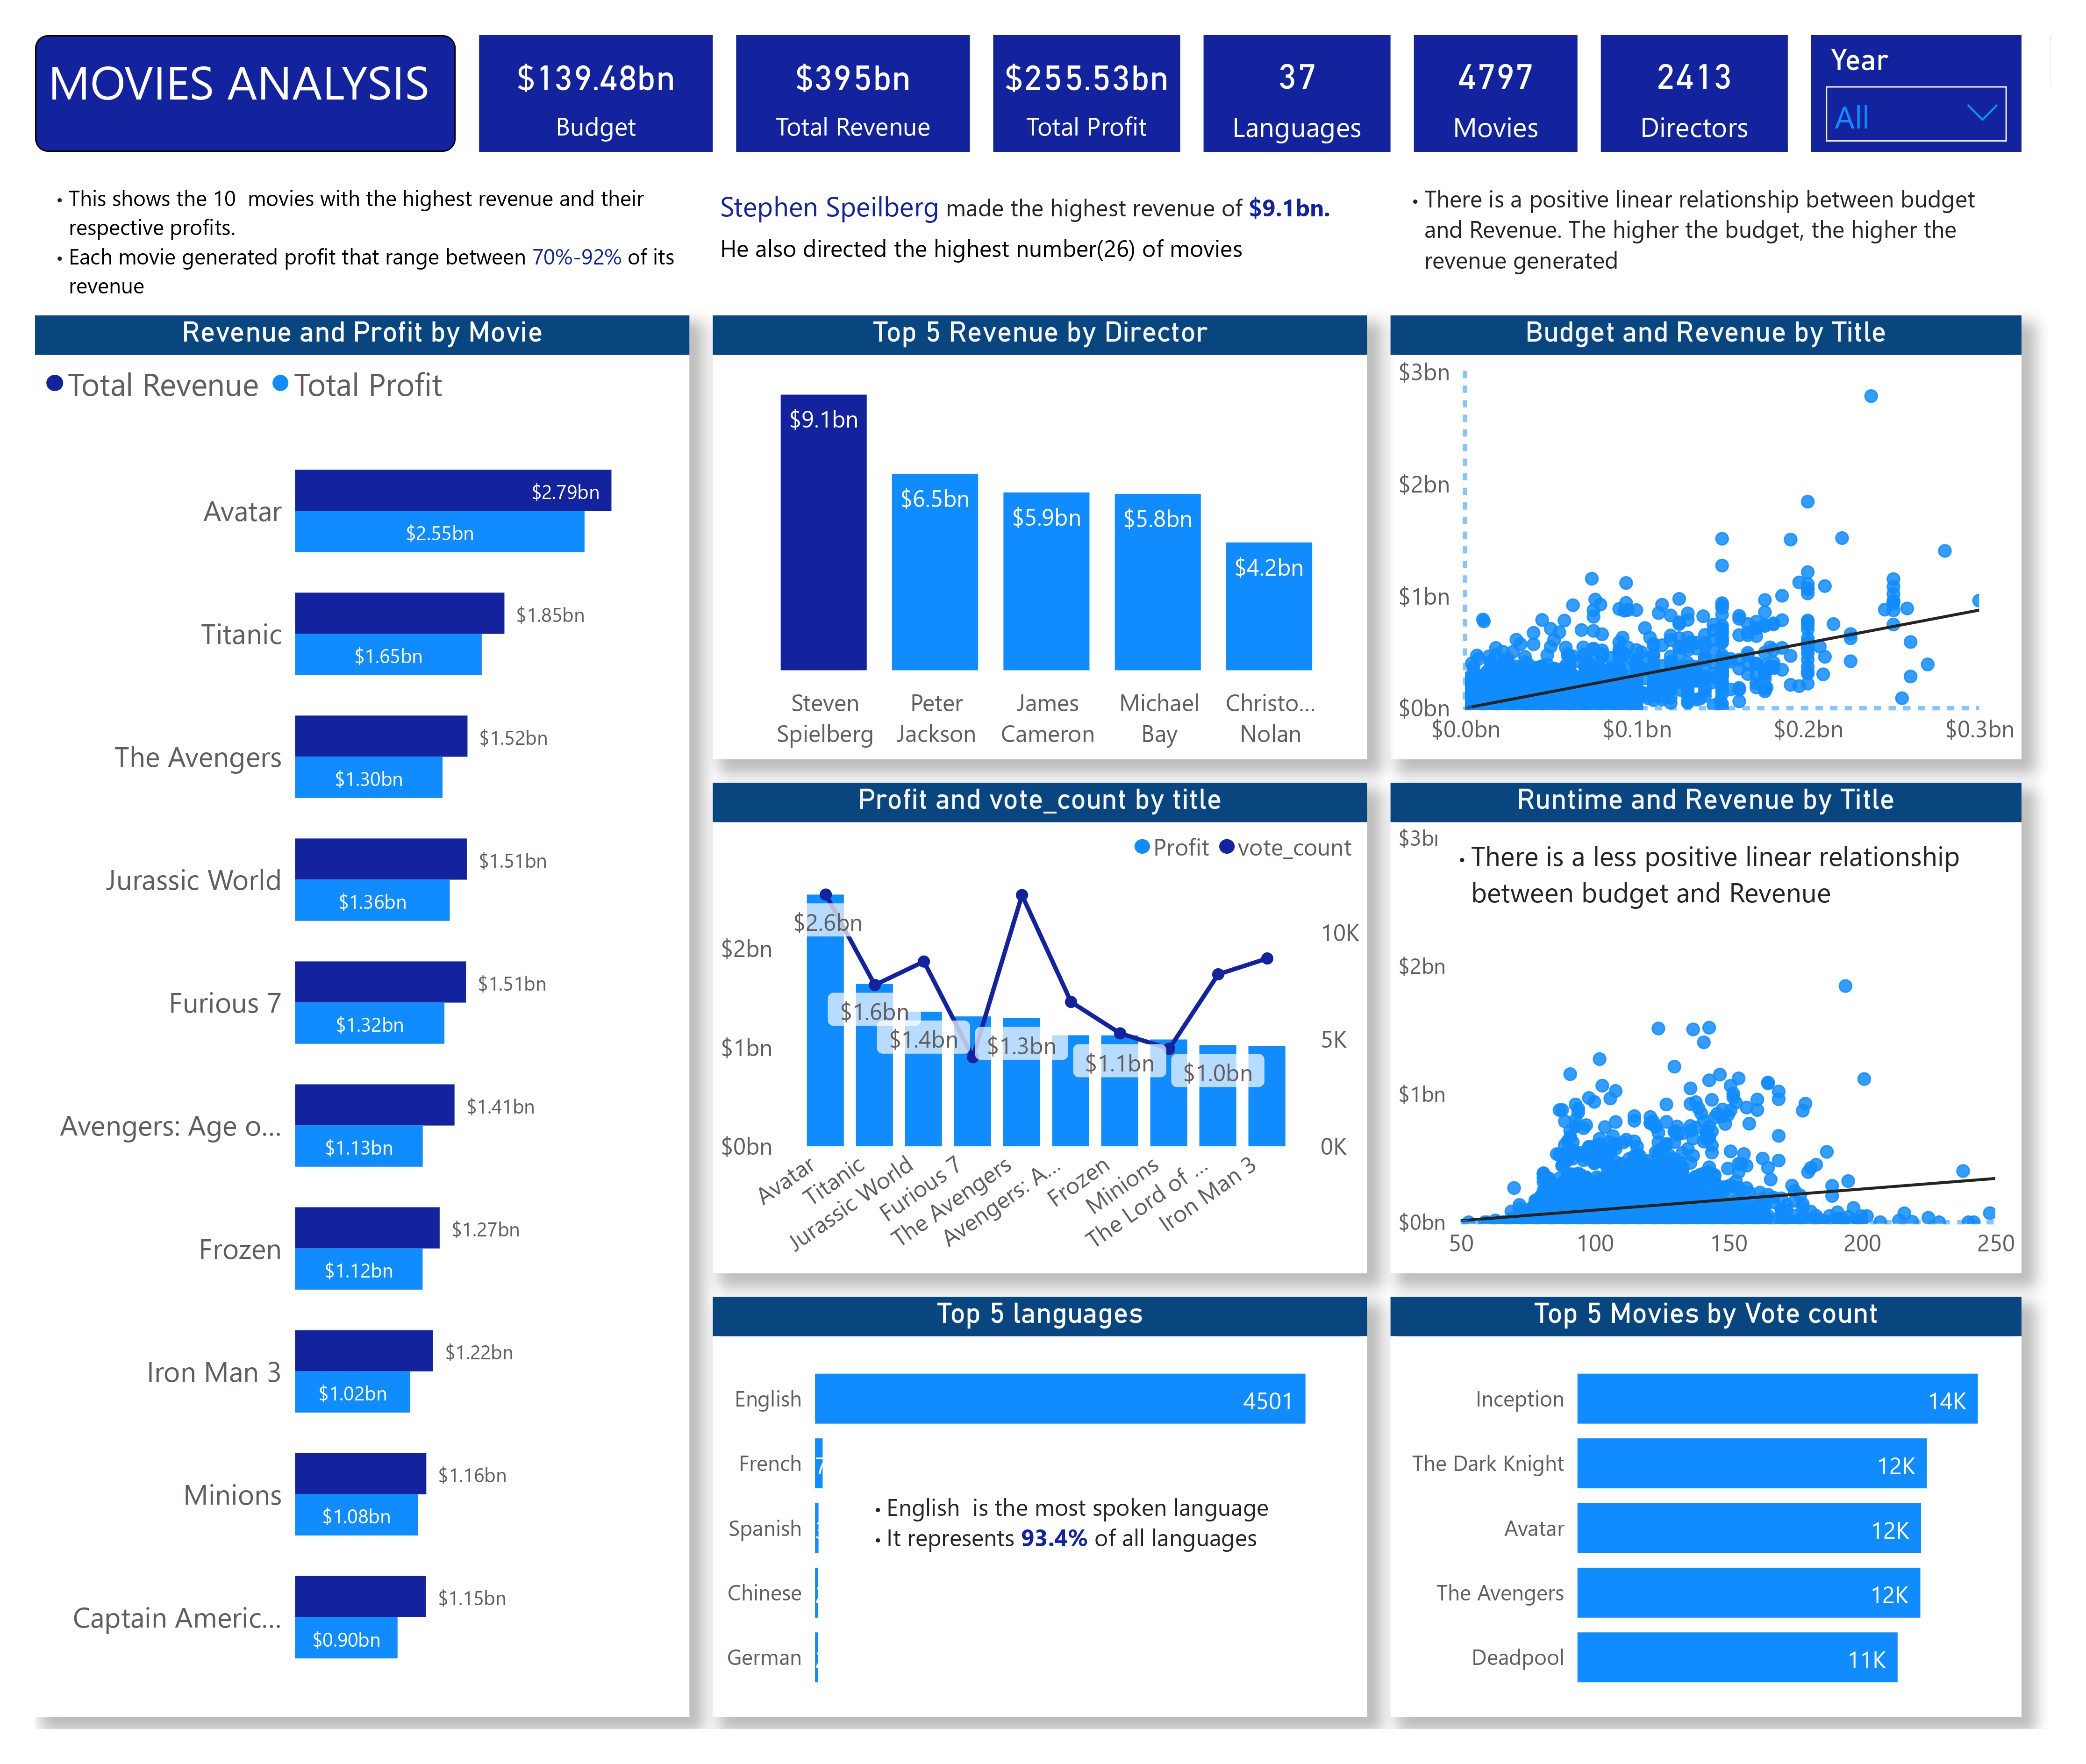 MOVIES ANALYSIS
$139.48bn
Budget
$395bn
Total Revenue
$255.53bn
Total Profit
37
Languages
4797
Movies
2413
Directors
Year
All
• This shows the 10  movies with the highest revenue and their
respective profits.
• Each movie generated profit that range between 70%-92% of its
revenue
Stephen Speilberg made the highest revenue of $9.1bn.
He also directed the highest number(26) of movies
• There is a positive linear relationship between budget
and Revenue. The higher the budget, the higher the
revenue generated
Revenue and Profit by Movie
Total Revenue Total Profit
Avatar
$2.79bn
$2.55bn
Titanic
$1.85bn
$1.65bn
The Avengers
$1.52bn
$1.30bn
Jurassic World
$1.51bn
$1.36bn
Furious 7
$1.51bn
$1.32bn
Avengers: Age o...
$1.41bn
$1.13bn
Frozen
$1.27bn
$1.12bn
Iron Man 3
$1.22bn
$1.02bn
Minions
$1.16bn
$1.08bn
Captain Americ...
$1.15bn
$0.90bn
Top 5 Revenue by Director
$9.1bn
$6.5bn
$5.9bn
$5.8bn
$4.2bn
Steven
Spielberg
Peter
Jackson
James
Cameron
Michael
Bay
Christo...
Nolan
Budget and Revenue by Title
$3bn
$2bn
$1bn
$0bn
$0.0bn
$0.1bn
$0.2bn
$0.3bn
Profit and vote_count by title
Profit vote_count
$2bn
$1bn
$0bn
10K
5K
0K
$2.6bn
$1.6bn
$1.4bn
$1.3bn
$1.1bn
$1.0bn
Avatar
Titanic
Jurassic World
Furious 7
The Avengers
Avengers: A...
Frozen
Minions
The Lord of ...
Iron Man 3
Runtime and Revenue by Title
• There is a less positive linear relationship
between budget and Revenue
$2bn
$1bn
$0bn
50
100
150
200
250
Top 5 languages
English
4501
French
Spanish
Chinese
German
• English  is the most spoken language
• It represents 93.4% of all languages
Top 5 Movies by Vote count
Inception
14K
The Dark Knight
12K
Avatar
12K
The Avengers
12K
Deadpool
11K